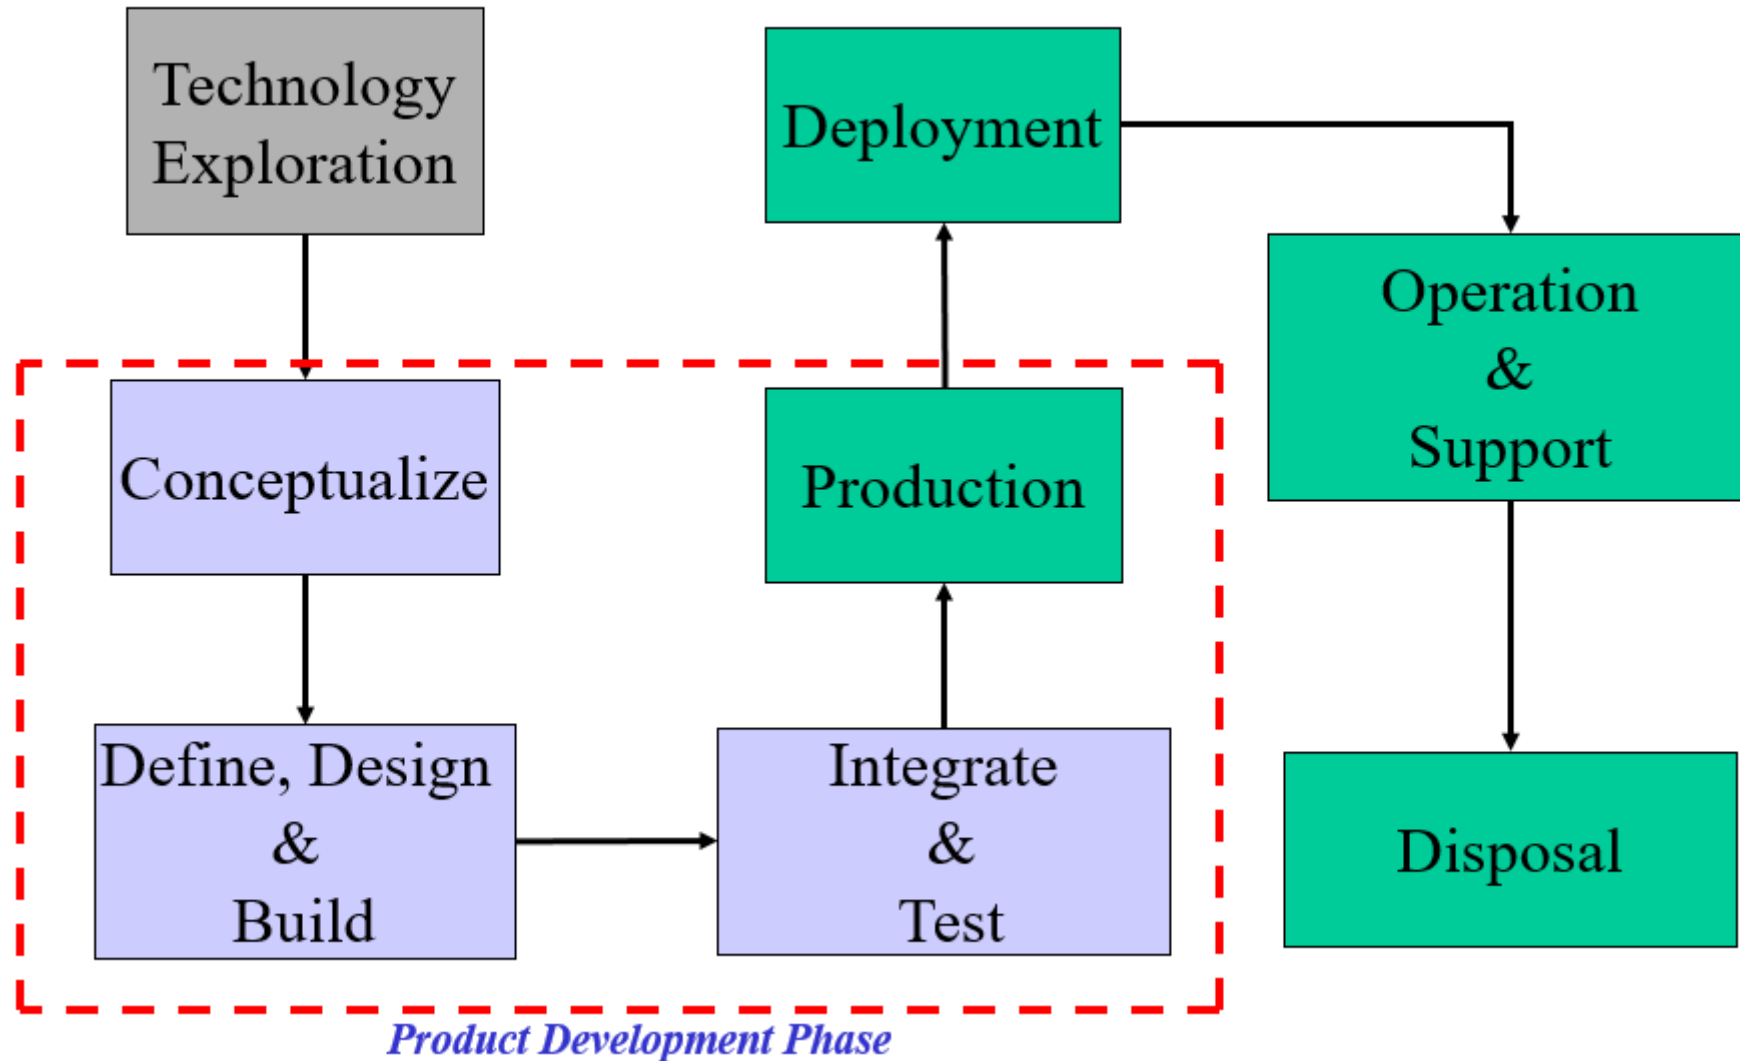 Technology
Exploration
Conceptualize
Define, Design
&
Build
Integrate
&
Test
Production
Deployment
Operation
&
Support
Disposal
Product Development Phase